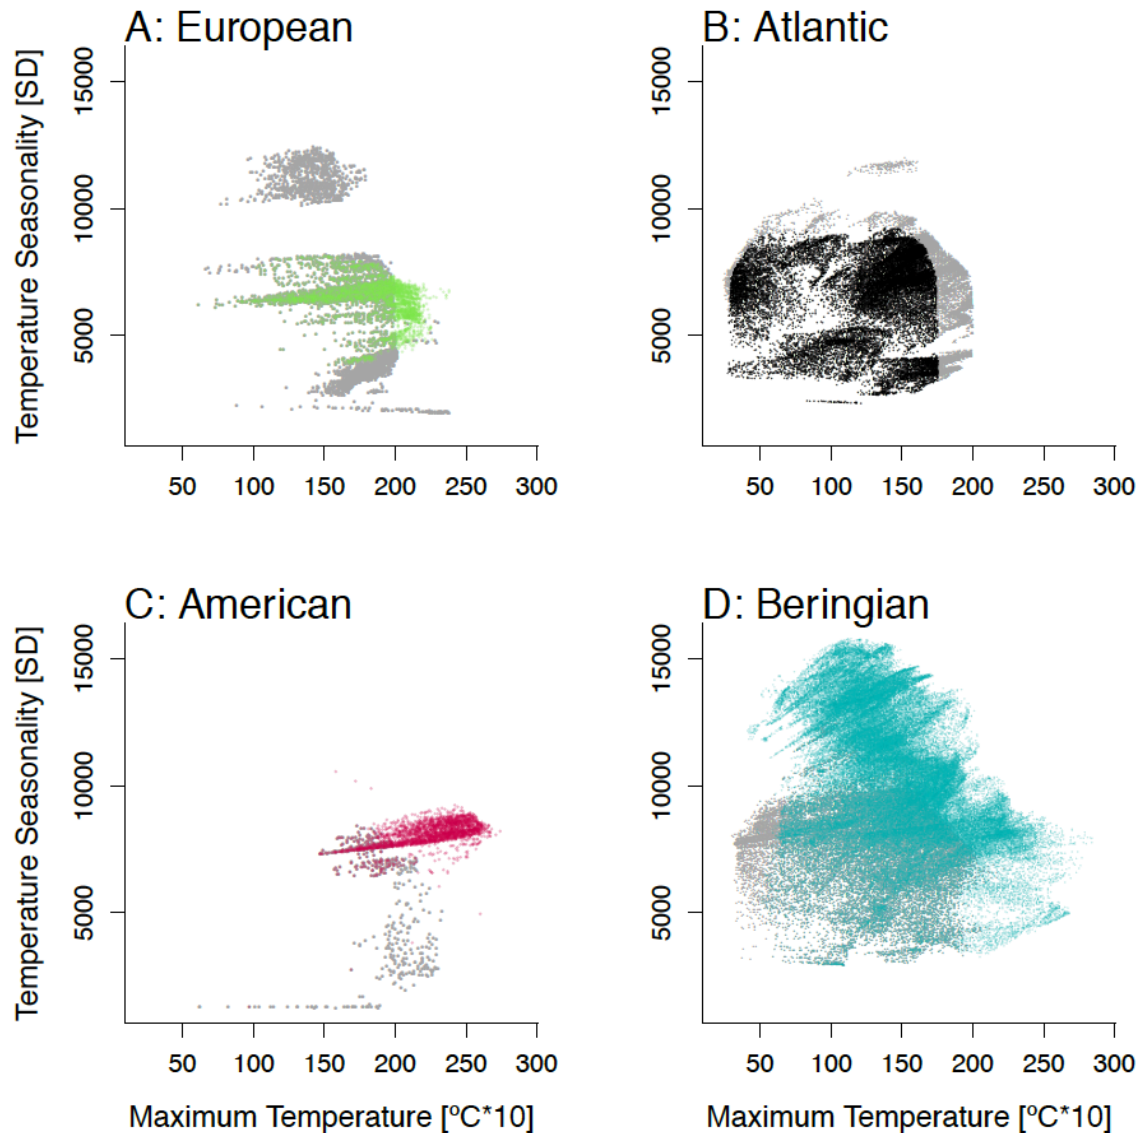 A: European
B: Atlantic
Temperature Seasonality [SD]
15000
10000
5000
15000
10000
5000
50 100 150 200 250 300
50 100 150 200 250 300
C: American
D: Beringian
Temperature Seasonality [SD]
15000
10000
5000
15000
10000
5000
50 100 150 200 250 300
50 100 150 200 250 300
Maximum Temperature [ºC*10]
Maximum Temperature [ºC*10]